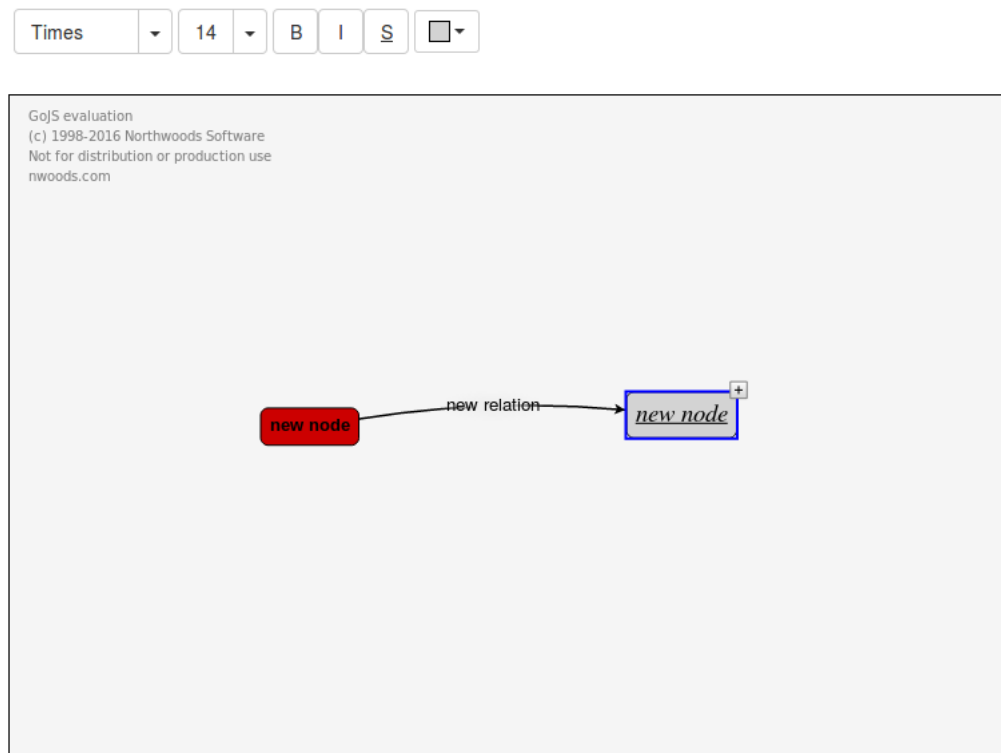 Times 14 B I S
GoJS evaluation
(c) 1998-2016 Northwoods Software
Not for distribution or production use
nwoods.com
new relation
new node
new node